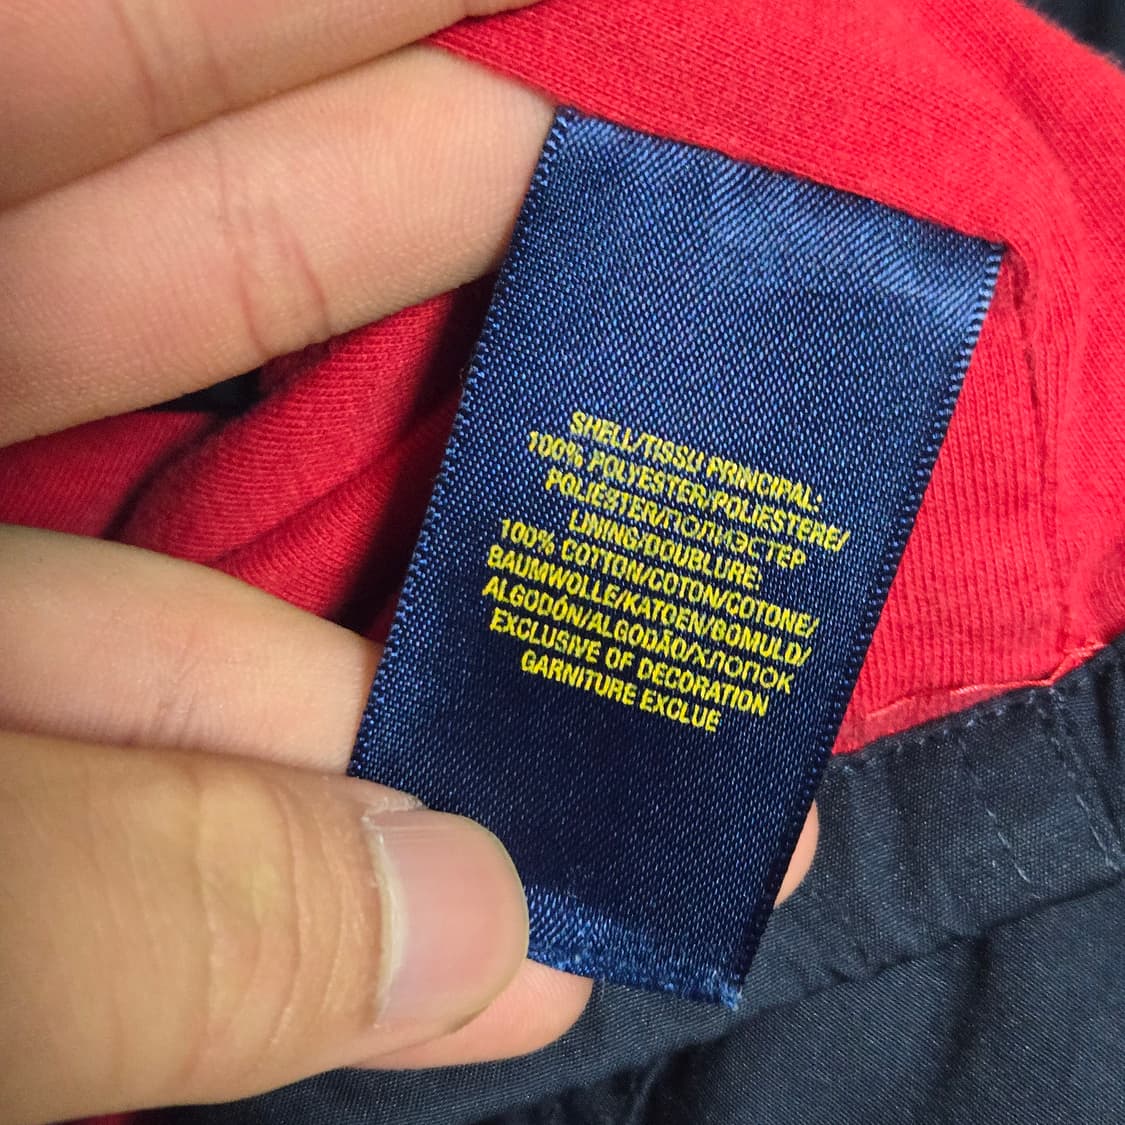 SHELL/TISSU PRINCIPAL:
100% POLYESTER/POLIESTERE/
POLIESTER/ПОЛИЭСТЕР
LINING/DOUBLURE:
100% COTTON/COTON/COTONE/
BAUMWOLLE/KATOEN/BOMULD/
ALGODÓN/ALGODÃO/ХЛОПОК
EXCLUSIVE OF DECORATION
GARNITURE EXCLUE